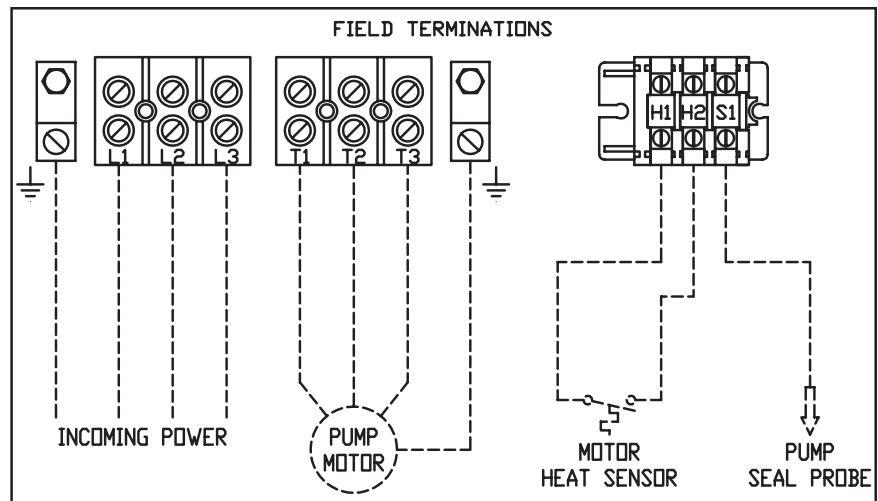 FIELD TERMINATIONS
L1 L2 L3
T1 T2 T3
H1 H2 S1
INCOMING POWER
PUMP
MOTOR
MOTOR
HEAT SENSOR
PUMP
SEAL PROBE